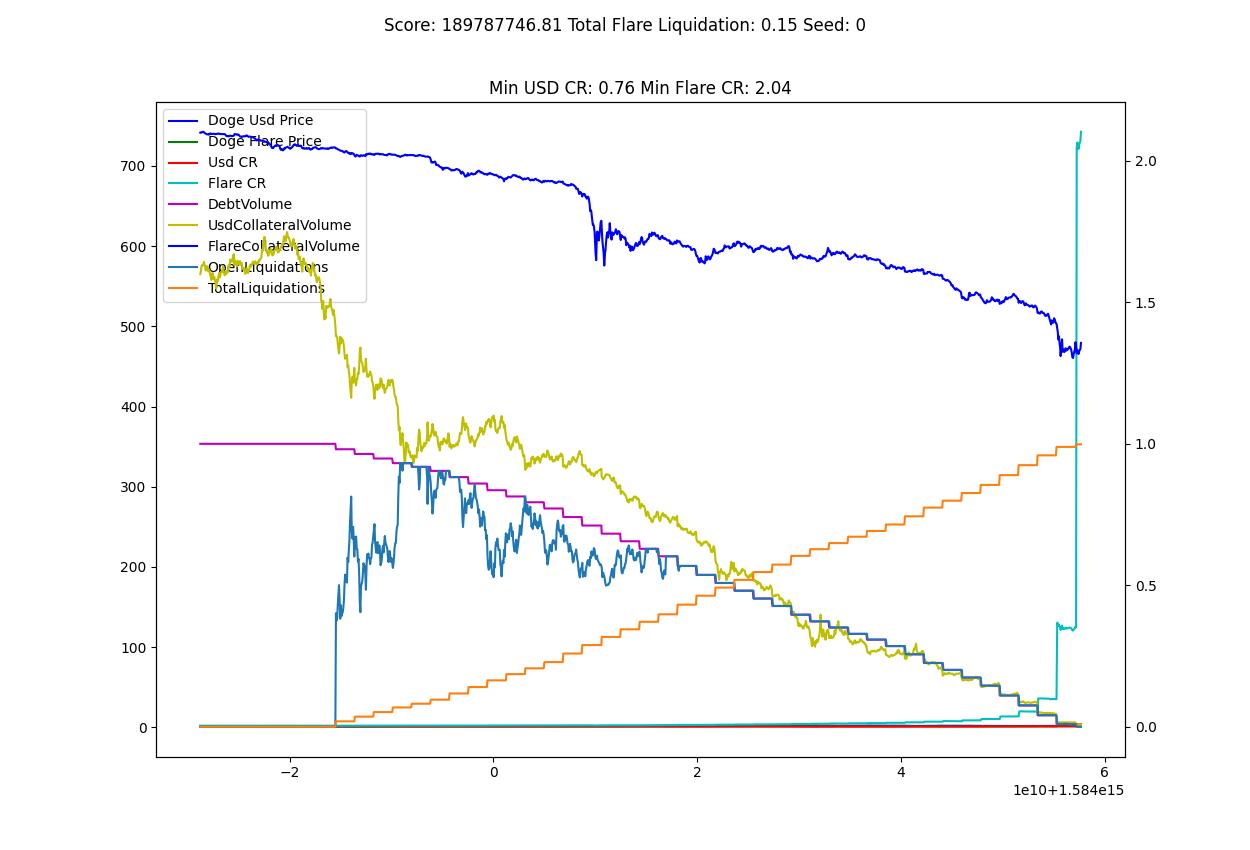 Score: 189787746.81 Total Flare Liquidation: 0.15 Seed: 0
Min USD CR: 0.76 Min Flare CR: 2.04
Doge Usd Price
Doge Flare Price
Usd CR
Flare CR
DebtVolume
UsdCollateralVolume
FlareCollateralVolume
OpenLiquidations
TotalLiquidations
700
600
500
400
300
200
100
0
2.0
1.5
1.0
0.5
0.0
−2
0
2
4
6
1e10+1.584e15